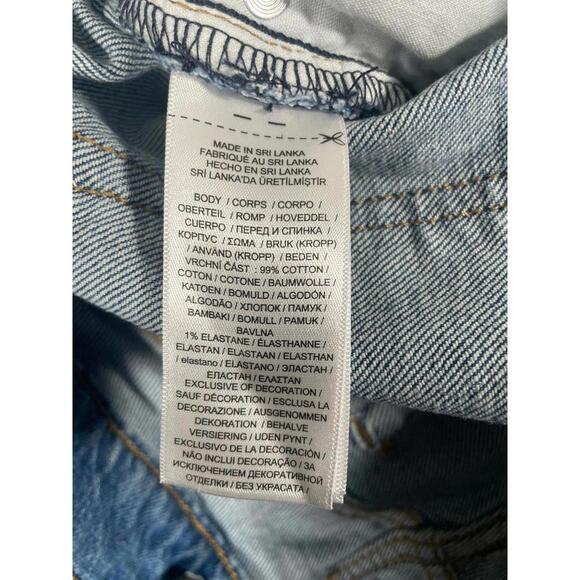 MADE IN SRI LANKA
FABRIQUÉ AU SRI LANKA
HECHO EN SRI LANKA
SRİ LANKA'DA ÜRETİLMİŞTİR
BODY / CORPS / CORPO /
OBERTEIL / ROMP / HOVEDDEL /
CUERPO / ПЕРЕД И СПИНКА /
КОРПУС / ΣΩΜΑ / BRUK (KROPP)
/ ANVÄND (KROPP) / BEDEN /
VRCHNÍ ČÁST : 99% COTTON /
COTON / COTONE / BAUMWOLLE /
KATOEN / BOMULD / ALGODÓN /
ALGODÃO / ХЛОПОК / ПАМУК /
BAMBAKI / BOMULL / PAMUK /
BAVLNA
1% ELASTANE / ÉLASTHANNE /
ELASTAN / ELASTAAN / ELASTHAN
/ elastano / ELASTANO / ЭЛАСТАН /
ЕЛАСТАН / ΕΛΑΣΤΑΝ
EXCLUSIVE OF DECORATION /
SAUF DÉCORATION / ESCLUSA LA
DECORAZIONE / AUSGENOMMEN
DEKORATION / BEHALVE
VERSIERING / UDEN PYNT /
EXCLUSIVO DE LA DECORACIÓN /
NÃO INCLUI DECORAÇÃO / ЗА
ИСКЛЮЧЕНИЕМ ДЕКОРАТИВНОЙ
ОТДЕЛКИ / БЕЗ УКРАСАТА /